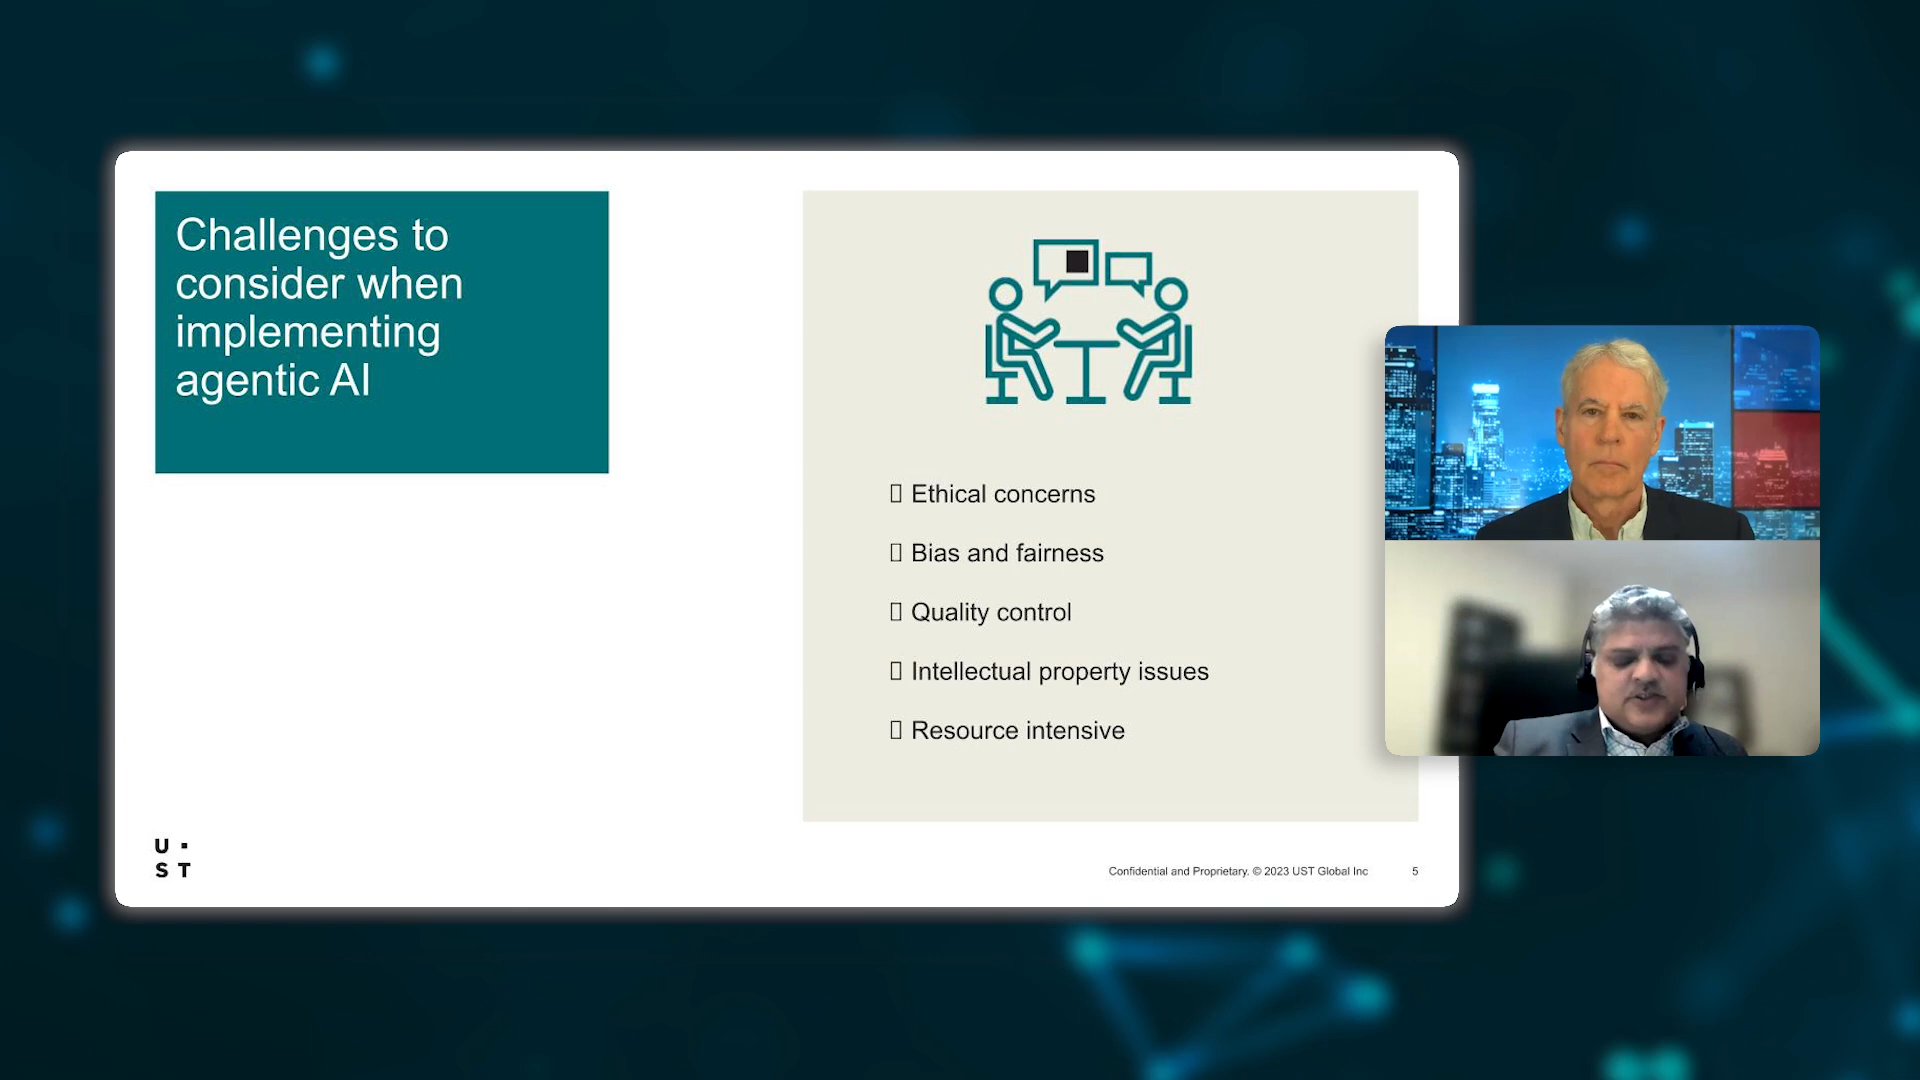 Challenges to
consider when
implementing
agentic AI
Ethical concerns
Bias and fairness
Quality control
Intellectual property issues
Resource intensive
U
ST
Confidential and Proprietary. © 2023 UST Global Inc
5